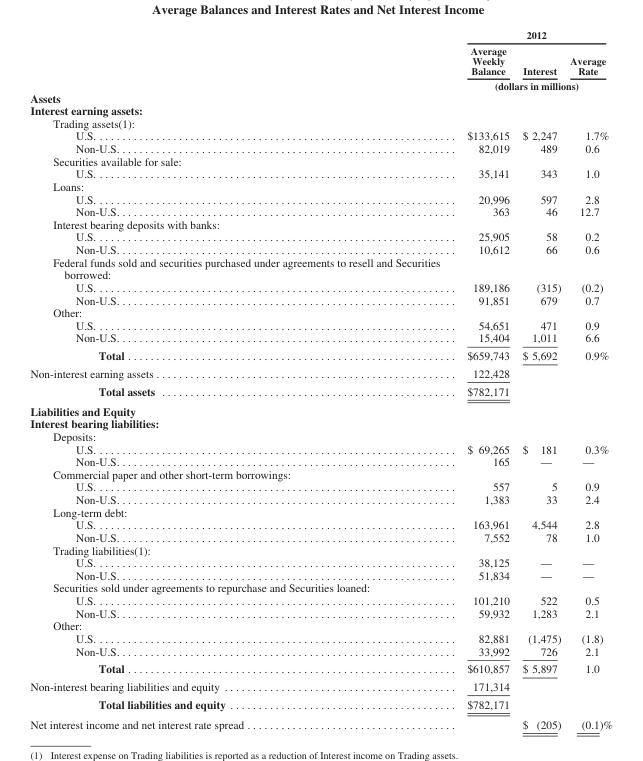 Average Balances and Interest Rates and Net Interest Income
2012
Average
Weekly
Balance Interest Average
Rate
(dollars in millions)
Assets
Interest earning assets:
Trading assets(1):
U.S. $133,615 $ 2,247 1.7%
Non-U.S. 82,019 489 0.6
Securities available for sale:
U.S. 35,141 343 1.0
Loans:
U.S. 20,996 597 2.8
Non-U.S. 363 46 12.7
Interest bearing deposits with banks:
U.S. 25,905 58 0.2
Non-U.S. 10,612 66 0.6
Federal funds sold and securities purchased under agreements to resell and Securities
borrowed:
U.S. 189,186 (315) (0.2)
Non-U.S. 91,851 679 0.7
Other:
U.S. 54,651 471 0.9
Non-U.S. 15,404 1,011 6.6
Total $659,743 $ 5,692 0.9%
Non-interest earning assets 122,428
Total assets $782,171
Liabilities and Equity
Interest bearing liabilities:
Deposits:
U.S. $ 69,265 $ 181 0.3%
Non-U.S. 165 — —
Commercial paper and other short-term borrowings:
U.S. 557 5 0.9
Non-U.S. 1,383 33 2.4
Long-term debt:
U.S. 163,961 4,544 2.8
Non-U.S. 7,552 78 1.0
Trading liabilities(1):
U.S. 38,125 — —
Non-U.S. 51,834 — —
Securities sold under agreements to repurchase and Securities loaned:
U.S. 101,210 522 0.5
Non-U.S. 59,932 1,283 2.1
Other:
U.S. 82,881 (1,475) (1.8)
Non-U.S. 33,992 726 2.1
Total $610,857 $ 5,897 1.0
Non-interest bearing liabilities and equity 171,314
Total liabilities and equity $782,171
Net interest income and net interest rate spread $ (205) (0.1)%
(1) Interest expense on Trading liabilities is reported as a reduction of Interest income on Trading assets.